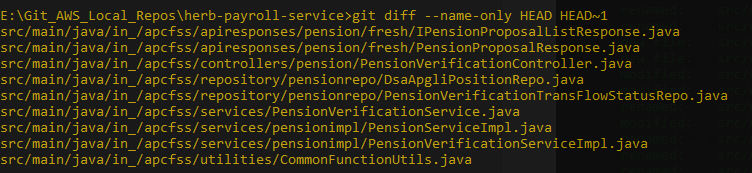 E:\Git_AWS_Local_Repos\herb-payroll-service>git diff --name-only HEAD HEAD~1
src/main/java/in_/apcfss/apiresponses/pension/fresh/IPensionProposalListResponse.java
src/main/java/in_/apcfss/apiresponses/pension/fresh/PensionProposalResponse.java
src/main/java/in_/apcfss/controllers/pension/PensionVerificationController.java
src/main/java/in_/apcfss/repository/pensionrepo/DsaApgliPositionRepo.java
src/main/java/in_/apcfss/repository/pensionrepo/PensionVerificationTransFlowStatusRepo.java
src/main/java/in_/apcfss/services/PensionVerificationService.java
src/main/java/in_/apcfss/services/pensionimpl/PensionServiceImpl.java
src/main/java/in_/apcfss/services/pensionimpl/PensionVerificationServiceImpl.java
src/main/java/in_/apcfss/utilities/CommonFunctionUtils.java